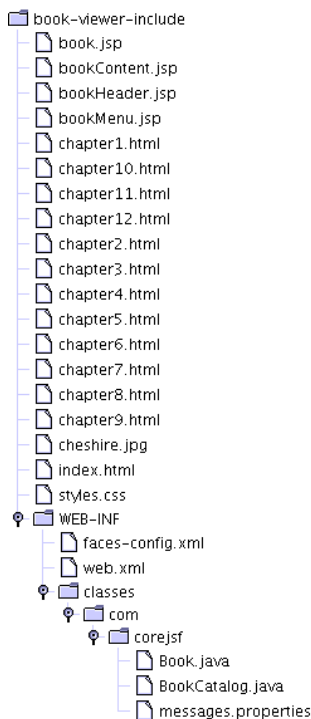 book-viewer-include
book.jsp
bookContent.jsp
bookHeader.jsp
bookMenu.jsp
chapter1.html
chapter10.html
chapter11.html
chapter12.html
chapter2.html
chapter3.html
chapter4.html
chapter5.html
chapter6.html
chapter7.html
chapter8.html
chapter9.html
cheshire.jpg
index.html
styles.css
WEB-INF
faces-config.xml
web.xml
classes
com
corejsf
Book.java
BookCatalog.java
messages.properties